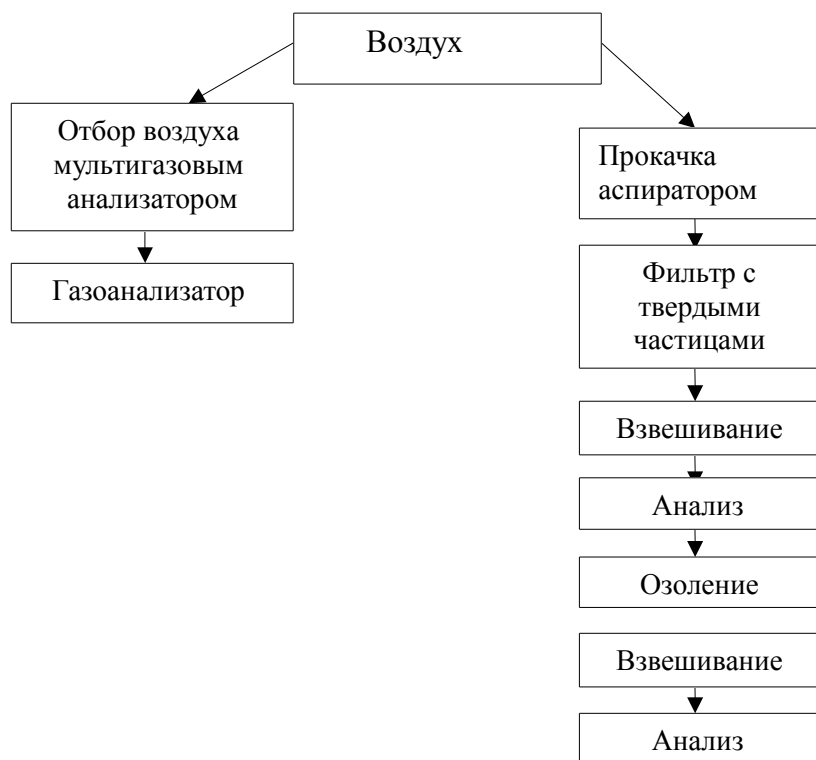 Воздух
Отбор воздуха
мультигазовым
анализатором
Газоанализатор
Прокачка
аспиратором
Фильтр с
твердыми
частицами
Взвешивание
Анализ
Озоление
Взвешивание
Анализ